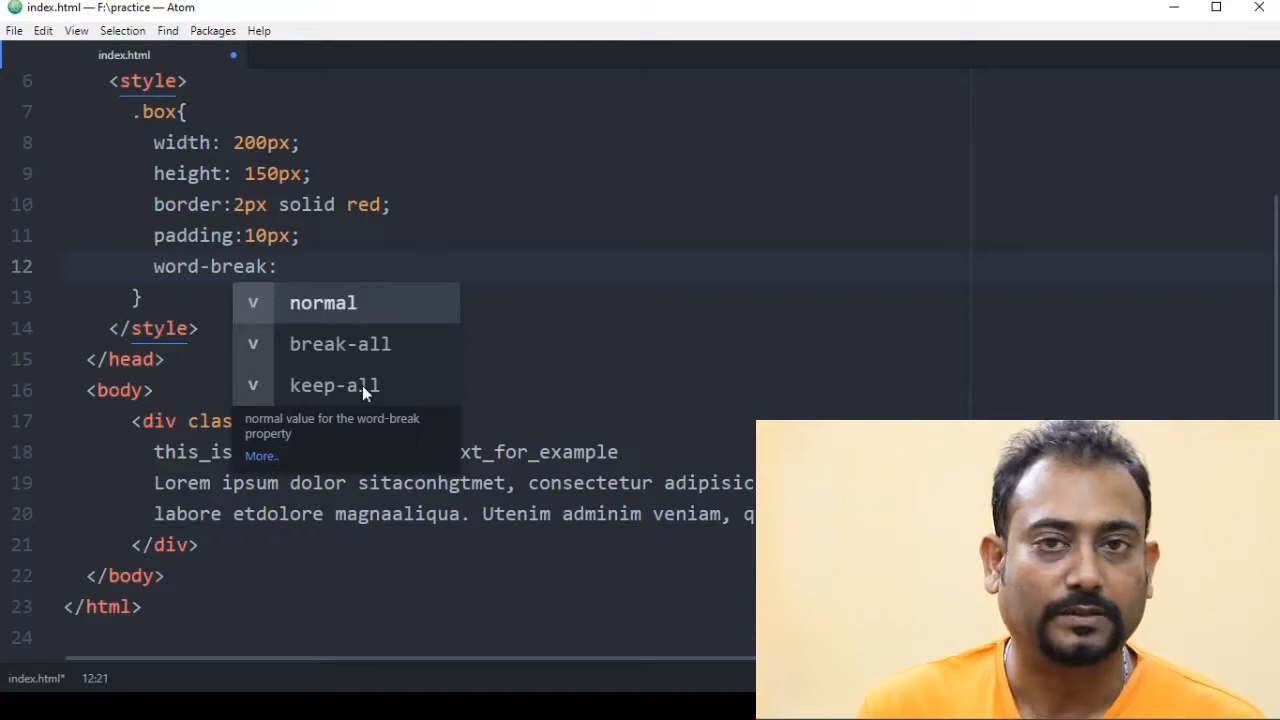 index.html — F:\practice — Atom
File Edit View Selection Find Packages Help
index.html
6 <style>
7 .box{
8 width: 200px;
9 height: 150px;
10 border:2px solid red;
11 padding:10px;
12 word-break:
13 }
v normal
14 </style>
v break-all
15 </head>
v keep-all
16 <body>
normal value for the word-break
property
More..
17 <div clas
18 this_is xt_for_example
19 Lorem ipsum dolor sitaconhgtmet, consectetur adipisic
20 labore etdolore magnaaliqua. Utenim adminim veniam, q
21 </div>
22 </body>
23 </html>
24
index.html* 12:21